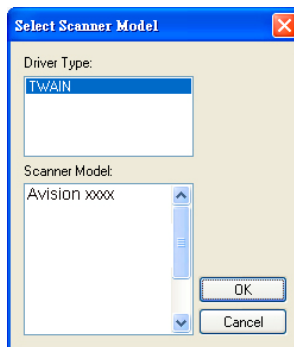 Select Scanner Model
Driver Type:
TWAIN
Scanner Model:
Avision xxxx
OK
Cancel